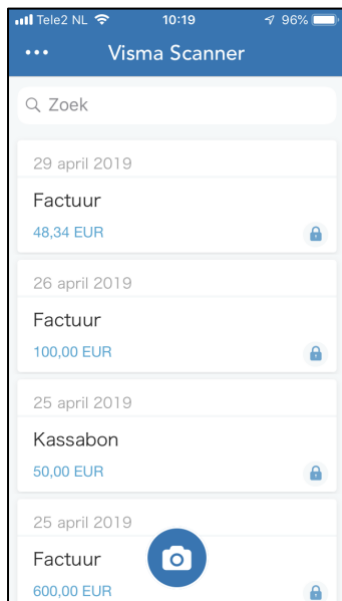 Tele2 NL 10:19 96%
Visma Scanner
Zoek
29 april 2019
Factuur
48,34 EUR
26 april 2019
Factuur
100,00 EUR
25 april 2019
Kassabon
50,00 EUR
25 april 2019
Factuur
600,00 EUR